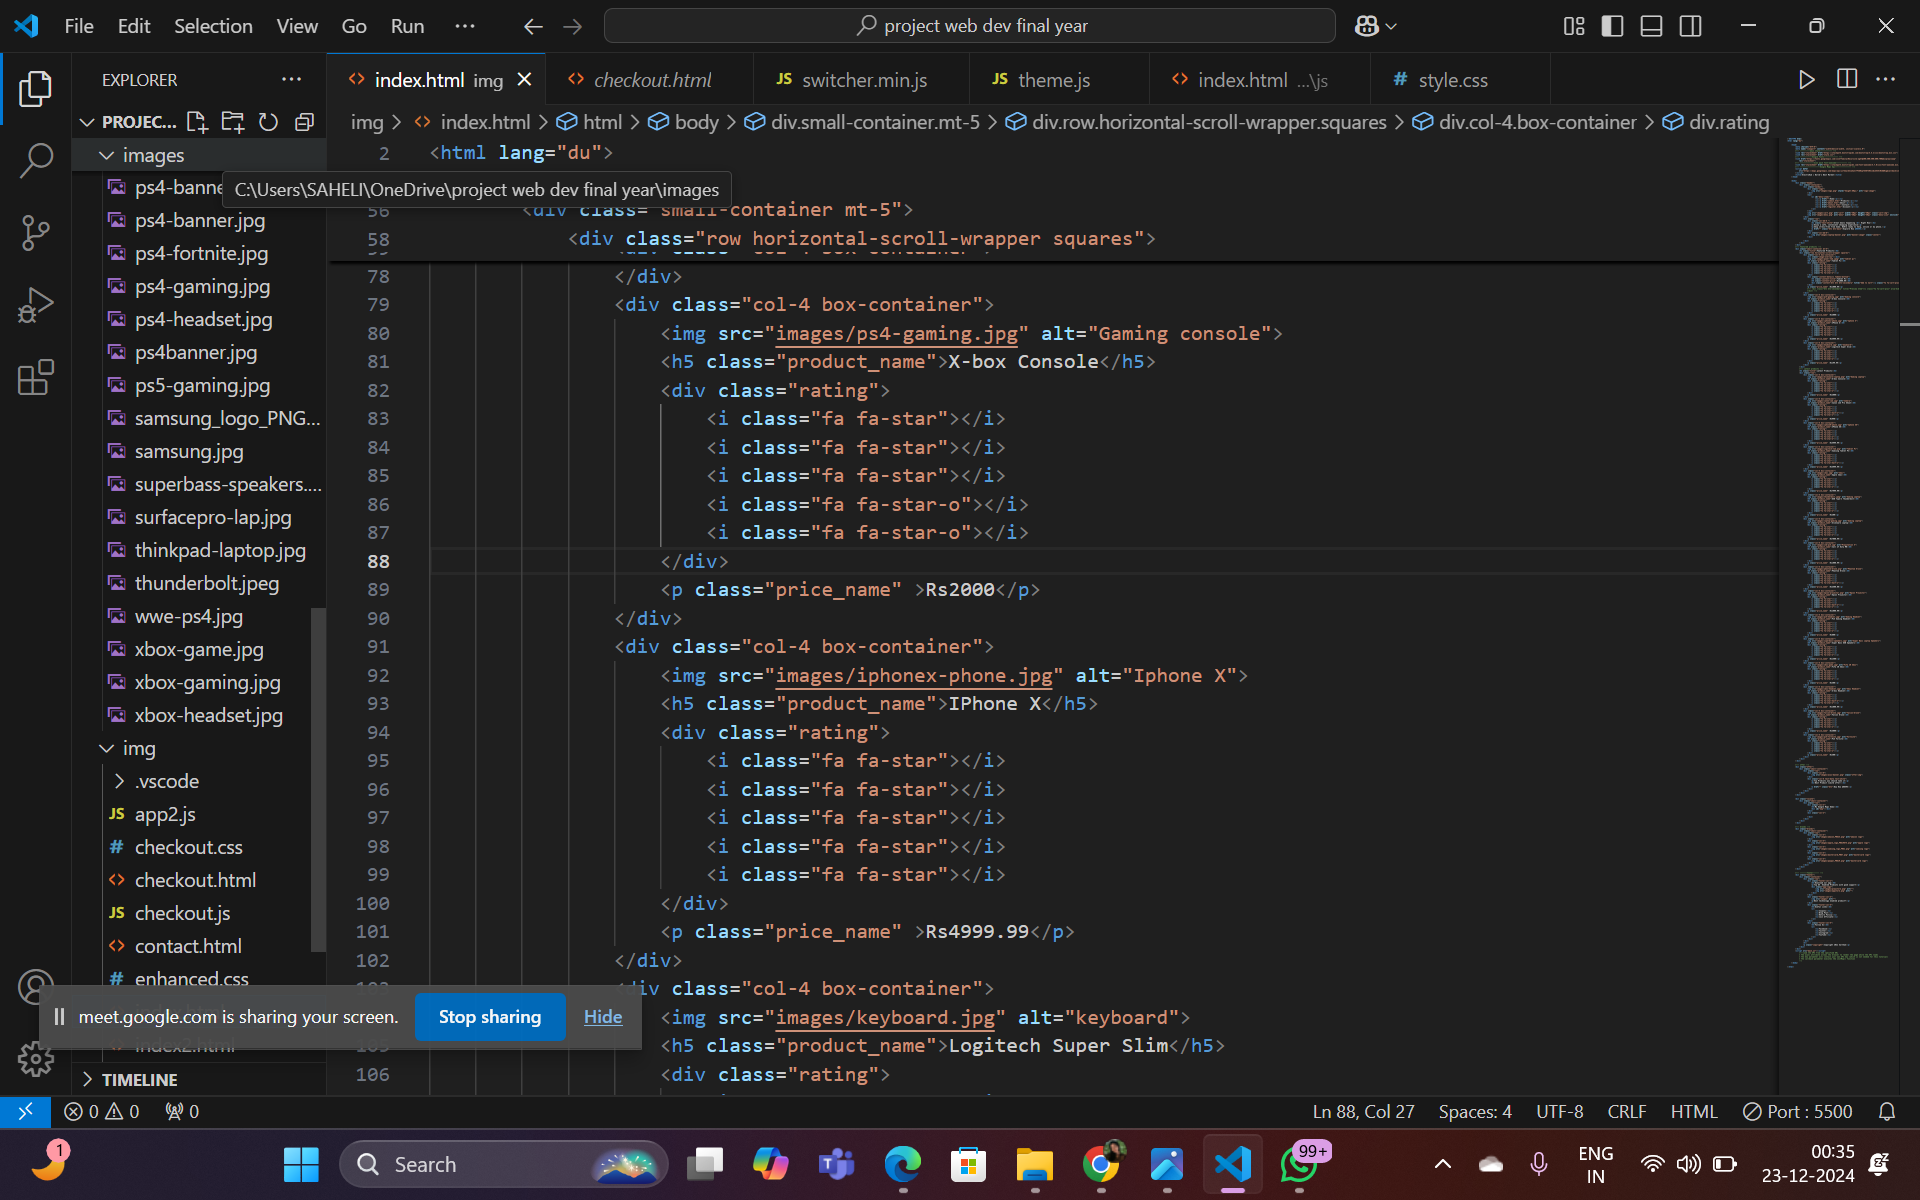 File Edit Selection View Go Run ··· project web dev final year
EXPLORER ···
index.html img checkout.html JS switcher.min.js JS theme.js index.html ...\js # style.css ···
PROJEC...
img > index.html > html > body > div.small-container.mt-5 > div.row.horizontal-scroll-wrapper.squares > div.col-4.box-container > div.rating
images
ps4-banne
ps4-banner.jpg
ps4-fortnite.jpg
ps4-gaming.jpg
ps4-headset.jpg
ps4banner.jpg
ps5-gaming.jpg
samsung_logo_PNG...
samsung.jpg
superbass-speakers....
surfacepro-lap.jpg
thinkpad-laptop.jpg
thunderbolt.jpeg
wwe-ps4.jpg
xbox-game.jpg
xbox-gaming.jpg
xbox-headset.jpg
img
.vscode
JS app2.js
# checkout.css
checkout.html
JS checkout.js
contact.html
# enhanced.css
index2.html
TIMELINE
C:\Users\SAHELI\OneDrive\project web dev final year\images
2 <html lang="du">
56 <div class="small-container mt-5">
58 <div class="row horizontal-scroll-wrapper squares">
59 <div class="col-4 box-container">
78 </div>
79 <div class="col-4 box-container">
80 <img src="images/ps4-gaming.jpg" alt="Gaming console">
81 <h5 class="product_name">X-box Console</h5>
82 <div class="rating">
83 <i class="fa fa-star"></i>
84 <i class="fa fa-star"></i>
85 <i class="fa fa-star"></i>
86 <i class="fa fa-star-o"></i>
87 <i class="fa fa-star-o"></i>
88 </div>
89 <p class="price_name" >Rs2000</p>
90 </div>
91 <div class="col-4 box-container">
92 <img src="images/iphonex-phone.jpg" alt="Iphone X">
93 <h5 class="product_name">IPhone X</h5>
94 <div class="rating">
95 <i class="fa fa-star"></i>
96 <i class="fa fa-star"></i>
97 <i class="fa fa-star"></i>
98 <i class="fa fa-star"></i>
99 <i class="fa fa-star"></i>
100 </div>
101 <p class="price_name" >Rs4999.99</p>
102 </div>
103 div class="col-4 box-container">
<img src="images/keyboard.jpg" alt="keyboard">
105 <h5 class="product_name">Logitech Super Slim</h5>
106 <div class="rating">
meet.google.com is sharing your screen. Stop sharing Hide
0 0 0 Ln 88, Col 27 Spaces: 4 UTF-8 CRLF HTML Port : 5500
1 Search 99+ ENG
IN
00:35
23-12-2024